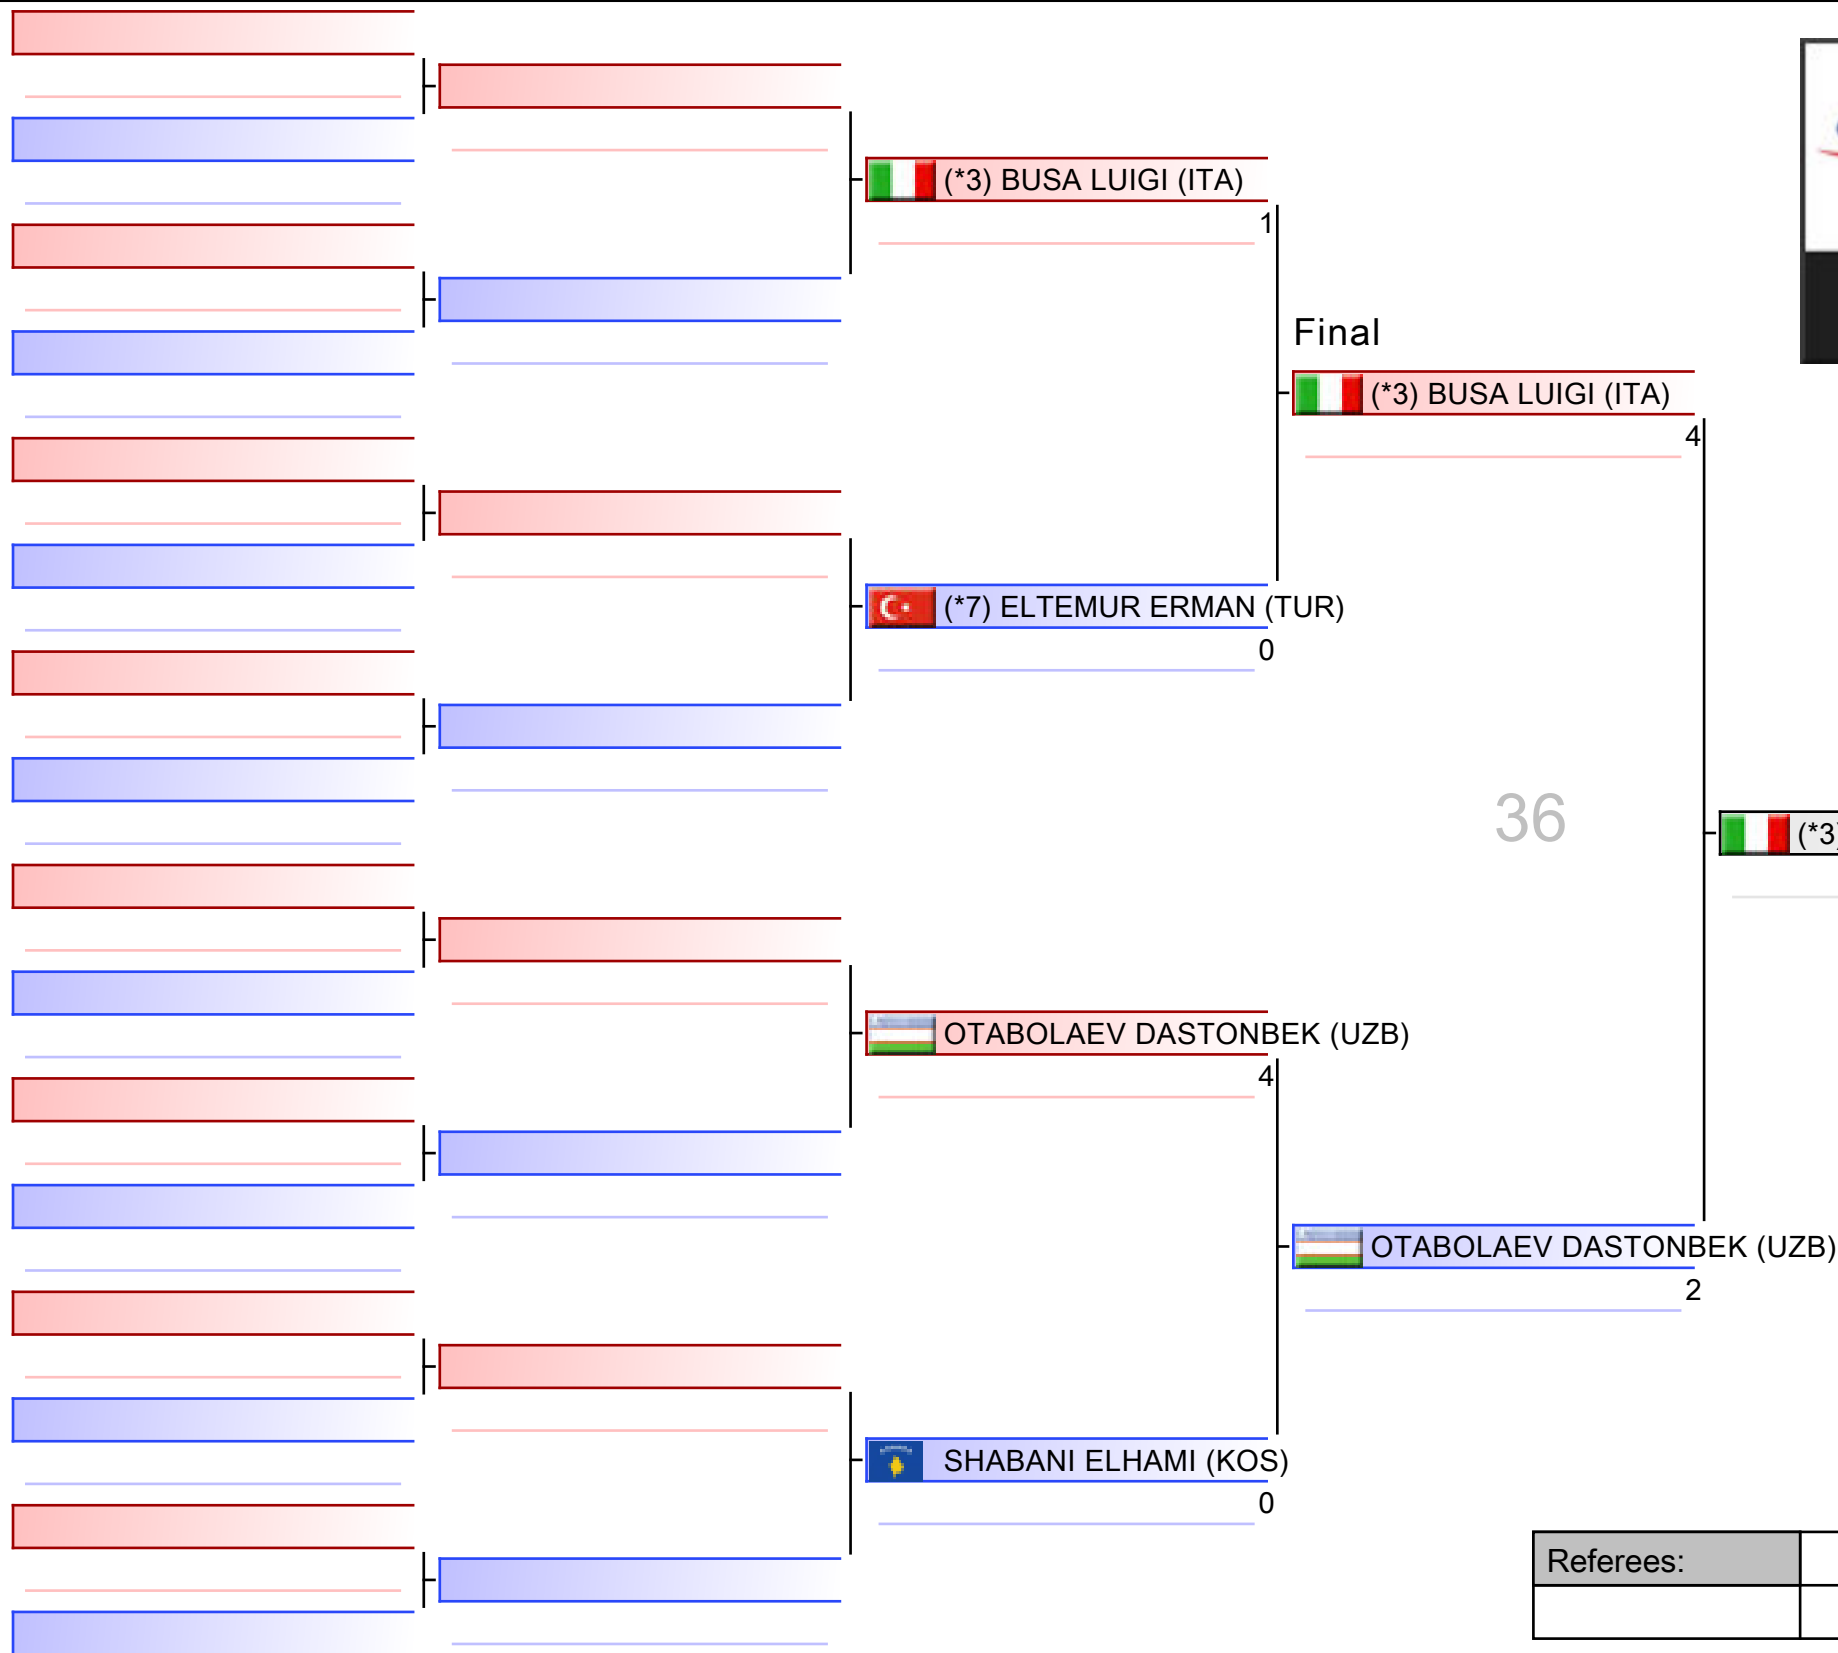 (*3) BUSA LUIGI (ITA)
1
Final
(*3) BUSA LUIGI (ITA)
4
(*7) ELTEMUR ERMAN (TUR)
0
36
(*3)
OTABOLAEV DASTONBEK (UZB)
4
OTABOLAEV DASTONBEK (UZB)
2
SHABANI ELHAMI (KOS)
0
Referees: